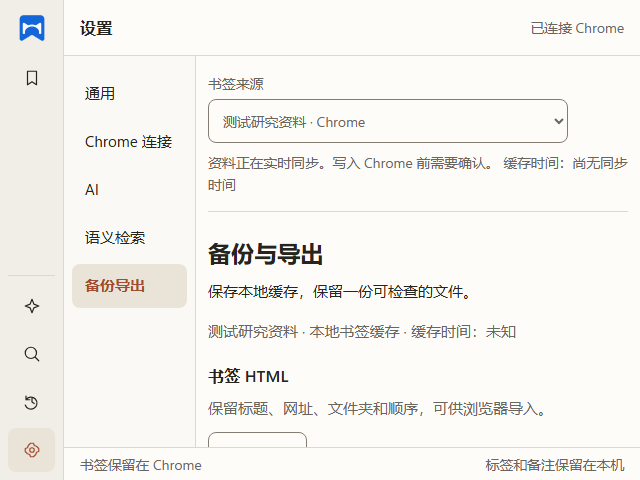 设置
已连接 Chrome
通用
Chrome 连接
AI
语义检索
备份导出
书签来源
测试研究资料 · Chrome
资料正在实时同步。写入 Chrome 前需要确认。 缓存时间：尚无同步
时间
备份与导出
保存本地缓存，保留一份可检查的文件。
测试研究资料 · 本地书签缓存 · 缓存时间：未知
书签 HTML
保留标题、网址、文件夹和顺序，可供浏览器导入。
书签保留在 Chrome
标签和备注保留在本机